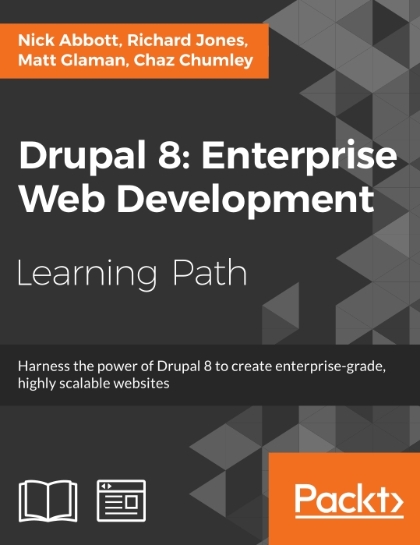 Nick Abbott, Richard Jones,
Matt Glaman, Chaz Chumley
Drupal 8: Enterprise
Web Development
Learning Path
Harness the power of Drupal 8 to create enterprise-grade,
highly scalable websites
Packt>